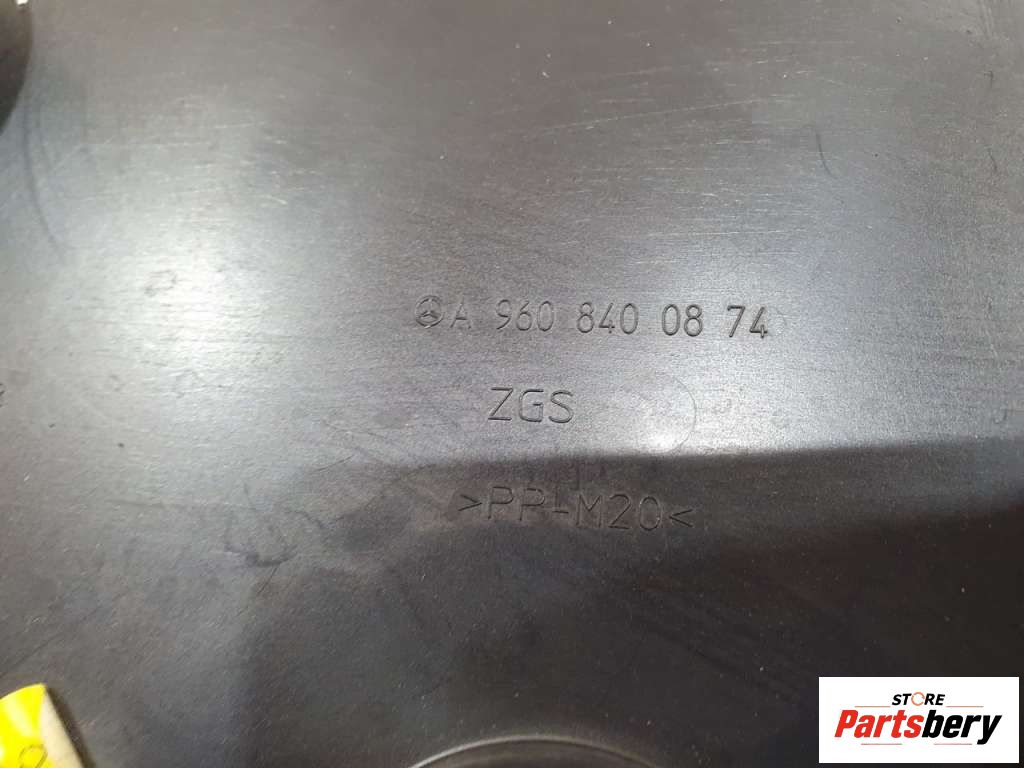 A 960 840 08 74
ZGS
>PP-M20<
STORE
Partsbery